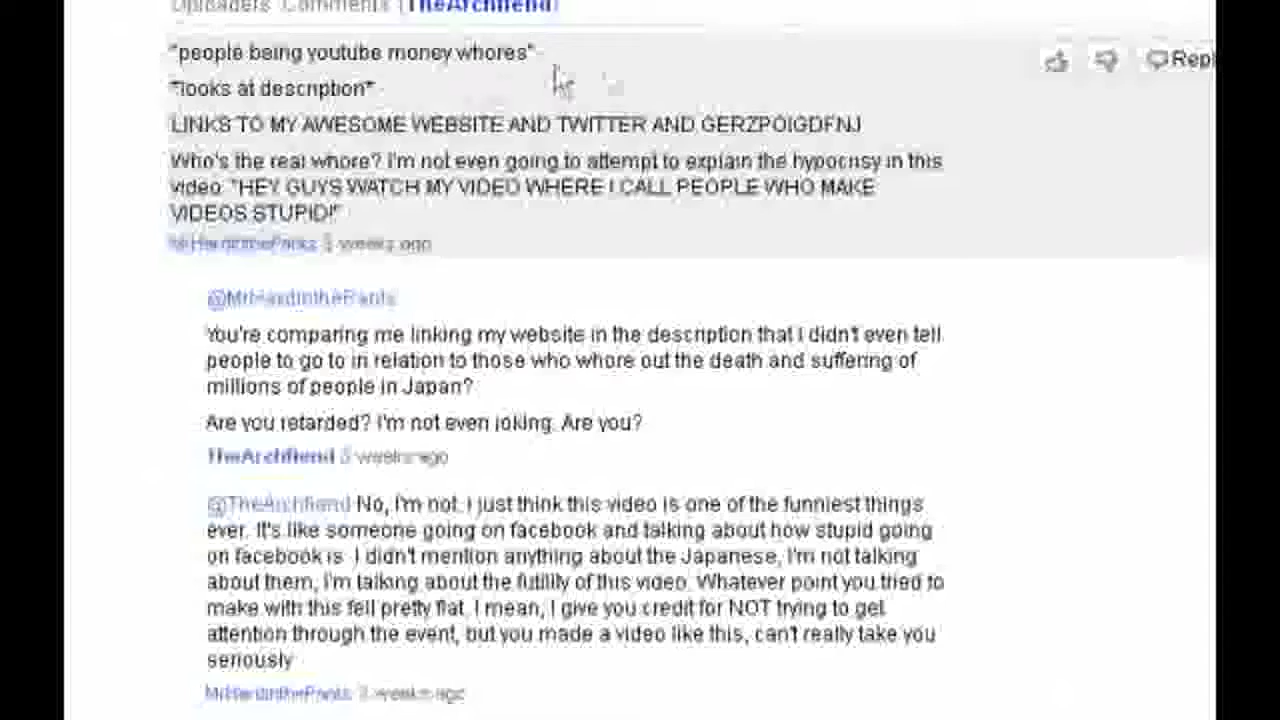 Uploaders' Comments (TheArchfiend)
*people being youtube money whores*
*looks at description*
LINKS TO MY AWESOME WEBSITE AND TWITTER AND GERZPOIGDFNJ
Repl
Who's the real whore? I'm not even going to attempt to explain the hypocrisy in this
video. "HEY GUYS WATCH MY VIDEO WHERE I CALL PEOPLE WHO MAKE
VIDEOS STUPID!"
MrHardInthePants 3 weeks ago
@MrHardInthePants
You're comparing me linking my website in the description that I didn't even tell
people to go to in relation to those who whore out the death and suffering of
millions of people in Japan?
Are you retarded? I'm not even joking. Are you?
TheArchfiend 3 weeks ago
@TheArchfiend No, I'm not. I just think this video is one of the funniest things
ever. It's like someone going on facebook and talking about how stupid going
on facebook is. I didn't mention anything about the Japanese, I'm not talking
about them, I'm talking about the futility of this video. Whatever point you tried to
make with this fell pretty flat. I mean, I give you credit for NOT trying to get
attention through the event, but you made a video like this, can't really take you
seriously
MrHardInthePants 3 weeks ago